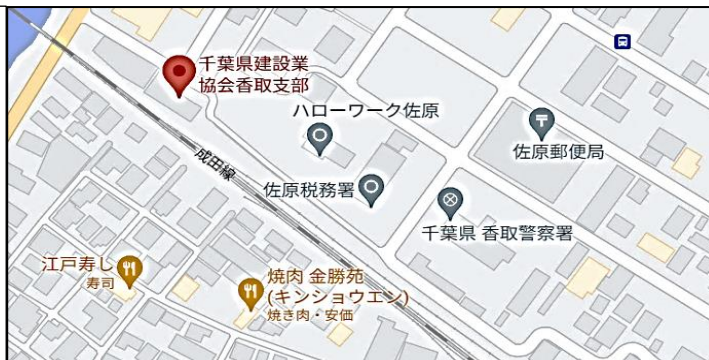 千葉県建設業
協会香取支部
ハローワーク佐原
佐原郵便局
成田線
佐原税務署
千葉県 香取警察署
江戸寿し
寿司
焼肉 金勝苑
(キンショウエン)
焼き肉・安価